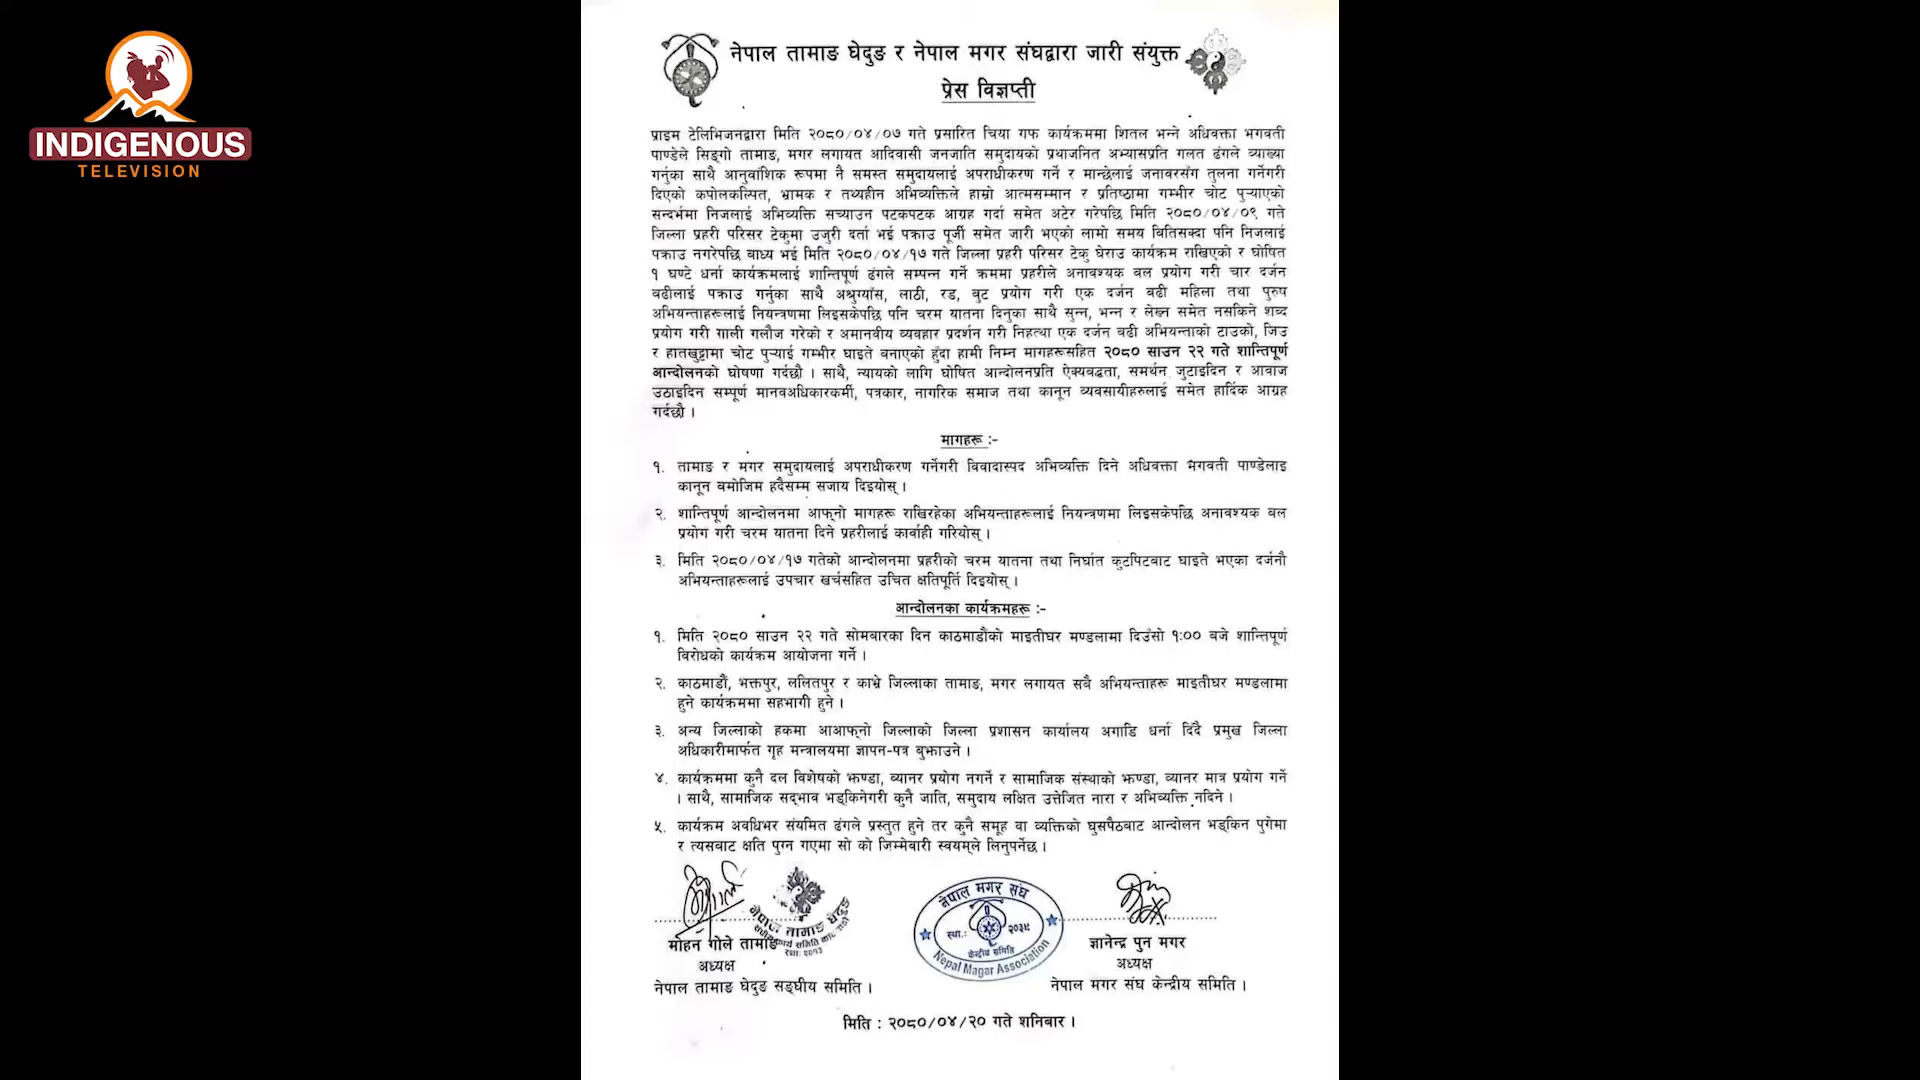 INDIGENOUS
TELEVISION
नेपाल तामाङ घेदुङ र नेपाल मगर संघद्वारा जारी संयुक्त
प्रेस विज्ञप्ती
प्राइम टेलिभिजनद्वारा मिति २०८०/०४/०७ गते प्रसारित चिया गफ कार्यक्रममा शितल भन्ने अधिवक्ता भगवती
पाण्डेले सिङ्गो तामाङ, मगर लगायत आदिवासी जनजाति समुदायको प्रथाजनित अभ्यासप्रति गलत ढंगले व्याख्या
गर्नुका साथै आनुवांशिक रूपमा नै समस्त समुदायलाई अपराधीकरण गर्ने र मान्छेलाई जनावरसँग तुलना गर्नेगरी
दिएको कपोलकल्पित, भ्रामक र तथ्यहीन अभिव्यक्तिले हाम्रो आत्मसम्मान र प्रतिष्ठामा गम्भीर चोट पुऱ्याएको
सन्दर्भमा निजलाई अभिव्यक्ति सच्याउन पटकपटक आग्रह गर्दा समेत अटेर गरेपछि मिति २०८०/०४/०९ गते
जिल्ला प्रहरी परिसर टेकुमा उजुरी दर्ता भई पक्राउ पूर्जी समेत जारी भएको लामो समय बितिसक्दा पनि निजलाई
पक्राउ नगरेपछि बाध्य भई मिति २०८०/०४/१७ गते जिल्ला प्रहरी परिसर टेकु घेराउ कार्यक्रम राखिएको र घोषित
१ घण्टे धर्ना कार्यक्रमलाई शान्तिपूर्ण ढंगले सम्पन्न गर्ने क्रममा प्रहरीले अनावश्यक बल प्रयोग गरी चार दर्जन
बढीलाई पक्राउ गर्नुका साथै अश्रुग्याँस, लाठी, रड, बुट प्रयोग गरी एक दर्जन बढी महिला तथा पुरुष
अभियन्ताहरूलाई नियन्त्रणमा लिइसकेपछि पनि चरम यातना दिनुका साथै सुन्न, भन्न र लेख्न समेत नसकिने शब्द
प्रयोग गरी गाली गलौज गरेको र अमानवीय व्यवहार प्रदर्शन गरी निहत्था एक दर्जन बढी अभियन्ताको टाउको, जिउ
र हातखुट्टामा चोट पुऱ्याई गम्भीर घाइते बनाएको हुँदा हामी निम्न मागहरूसहित २०८० साउन २२ गते शान्तिपूर्ण
आन्दोलनको घोषणा गर्दछौ । साथै, न्यायको लागि घोषित आन्दोलनप्रति ऐक्यबद्धता, समर्थन जुटाइदिन र आवाज
उठाइदिन सम्पूर्ण मानवअधिकारकर्मी, पत्रकार, नागरिक समाज तथा कानून व्यवसायीहरुलाई समेत हार्दिक आग्रह
गर्दछौ ।
मागहरू :-
१. तामाङ र मगर समुदायलाई अपराधीकरण गर्नेगरी विवादास्पद अभिव्यक्ति दिने अधिवक्ता भगवती पाण्डेलाइ
कानून बमोजिम हदैसम्म सजाय दिइयोस् ।
२. शान्तिपूर्ण आन्दोलनमा आफ्‌नो मागहरू राखिरहेका अभियन्ताहरूलाई नियन्त्रणमा लिइसकेपछि अनावश्यक बल
प्रयोग गरी चरम यातना दिने प्रहरीलाई कार्वाही गरियोस् ।
३. मिति २०८०/०४/१७ गतेको आन्दोलनमा प्रहरीको चरम यातना तथा निर्घात कुटपिटबाट घाइते भएका दर्जनौ
अभियन्ताहरूलाई उपचार खर्चसहित उचित क्षतिपूर्ति दिइयोस् ।
आन्दोलनका कार्यक्रमहरू :-
१. मिति २०८० साउन २२ गते सोमबारका दिन काठमाडौंको माइतीघर मण्डलामा दिउँसो १:०० बजे शान्तिपूर्ण
विरोधको कार्यक्रम आयोजना गर्ने ।
२. काठमाडौं, भक्तपुर, ललितपुर र काभ्रे जिल्लाका तामाङ, मगर लगायत सबै अभियन्ताहरू माइतीघर मण्डलामा
हुने कार्यक्रममा सहभागी हुने ।
३. अन्य जिल्लाको हकमा आआफ्‌नो जिल्लाको जिल्ला प्रशासन कार्यालय अगाडि धर्ना दिंदै प्रमुख जिल्ला
अधिकारीमार्फत गृह मन्त्रालयमा ज्ञापन-पत्र बुझाउने ।
४. कार्यक्रममा कुनै दल विशेषको झण्डा, ब्यानर प्रयोग नगर्ने र सामाजिक संस्थाको झण्डा, ब्यानर मात्र प्रयोग गर्ने
। साथै, सामाजिक सद्‌भाव भड्‌किनेगरी कुनै जाति, समुदाय लक्षित उत्तेजित नारा र अभिव्यक्ति नदिने ।
५. कार्यक्रम अवधिभर संयमित ढंगले प्रस्तुत हुने तर कुनै समूह वा व्यक्तिको घुसपैठबाट आन्दोलन भड्‌किन पुगेमा
र त्यसबाट क्षति पुग्न गएमा सो को जिम्मेवारी स्वयम्‌ले लिनुपर्नेछ ।
नेपाल तामाङ घेदुङ
स्था: २०१३
नेपाल मगर संघ
स्था.: २०३९
केन्द्रीय समिति
Nepal Magar Association
मोहन गोले तामाङ
अध्यक्ष
नेपाल तामाङ घेदुङ सङ्घीय समिति ।
ज्ञानेन्द्र पुन मगर
अध्यक्ष
नेपाल मगर संघ केन्द्रीय समिति ।
मिति : २०८०/०४/२० गते शनिबार ।